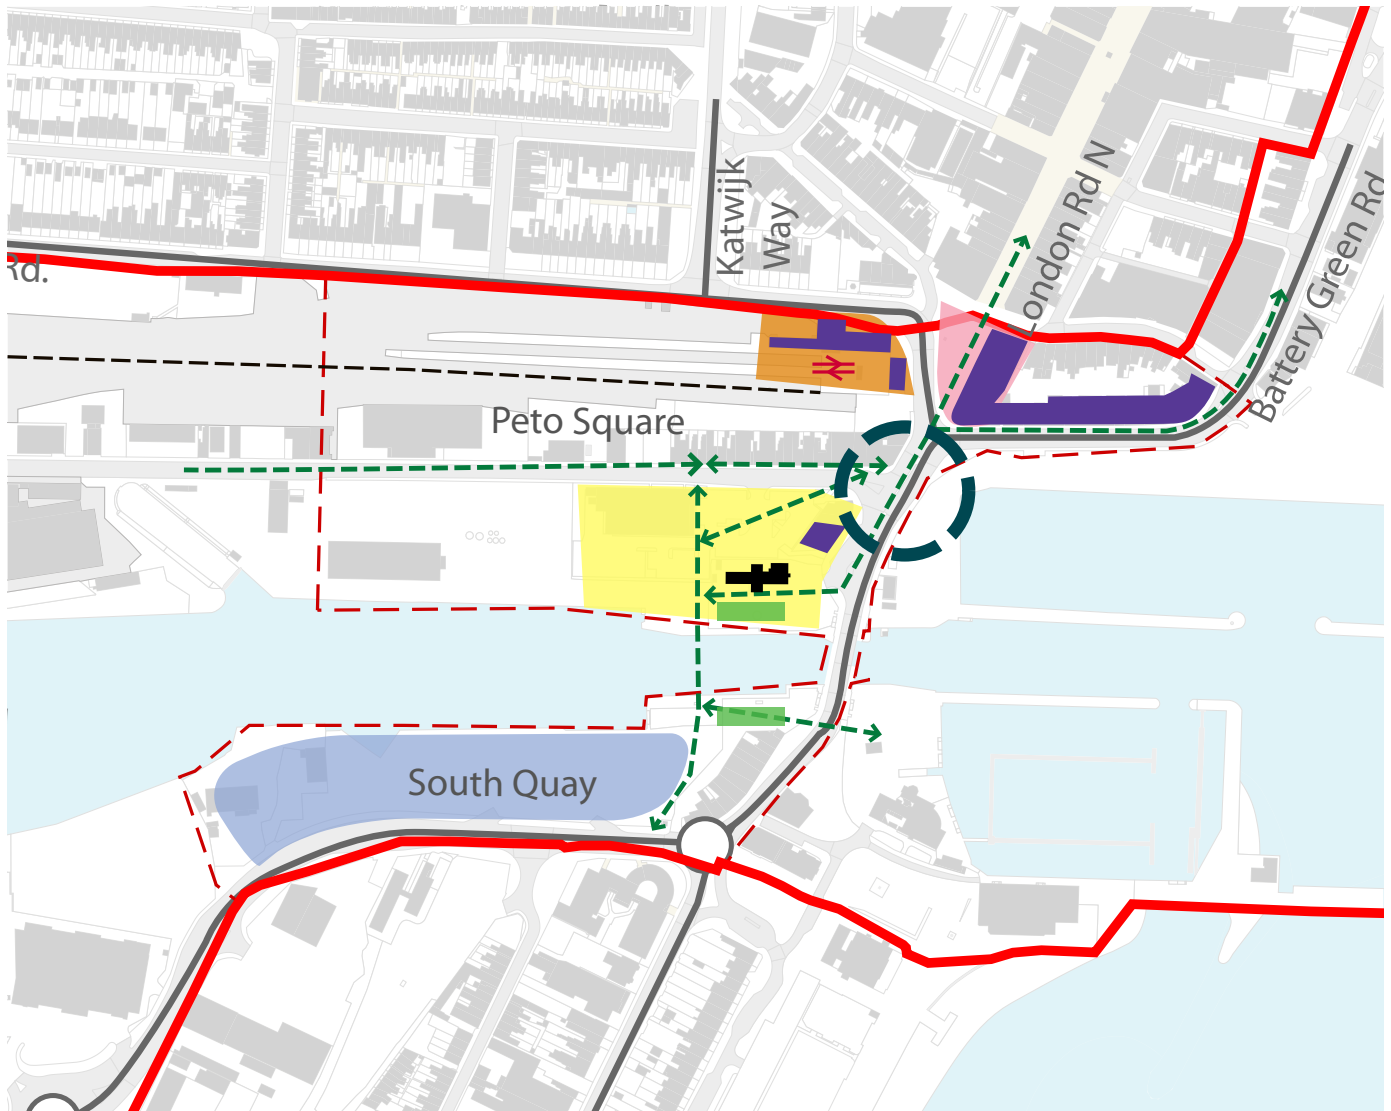 Katwijk
Way
London Rd N
Battery Green Rd
Rd.
Peto Square
South Quay